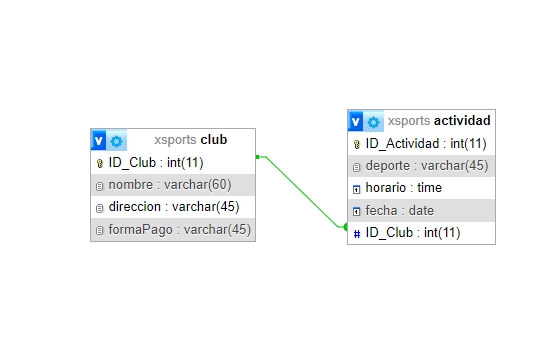 xsports club
ID_Club : int(11)
nombre : varchar(60)
direccion : varchar(45)
formaPago : varchar(45)
xsports actividad
ID_Actividad : int(11)
deporte : varchar(45)
horario : time
fecha : date
# ID_Club : int(11)